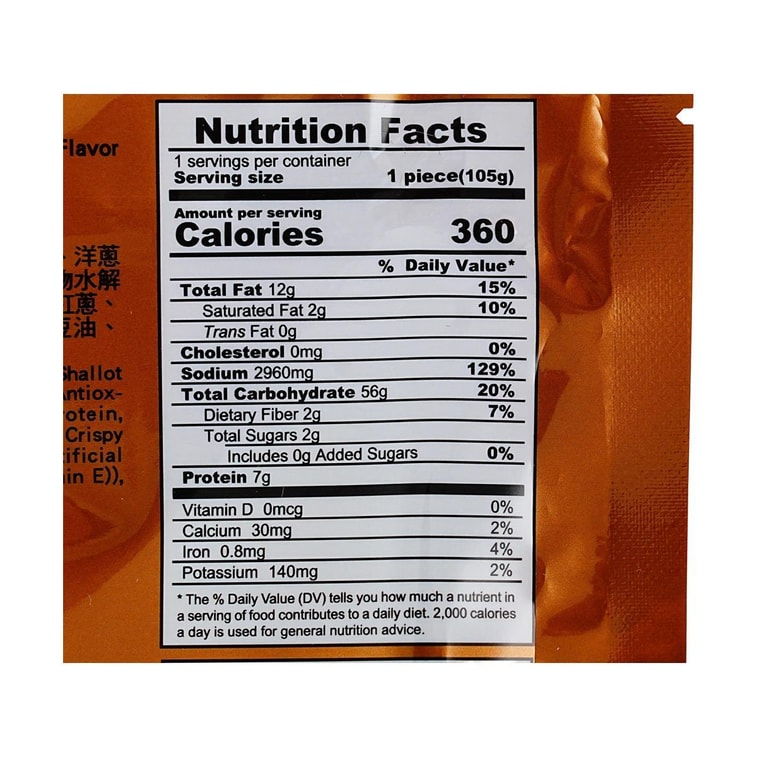 Flavor
、洋蔥
物水解
紅蔥、
豆油、
Shallot
Antiox-
rotein,
Crispy
tificial
in E)),
Nutrition Facts
1 servings per container
Serving size 1 piece(105g)
Amount per serving
Calories 360
% Daily Value*
Total Fat 12g 15%
Saturated Fat 2g 10%
Trans Fat 0g
Cholesterol 0mg 0%
Sodium 2960mg 129%
Total Carbohydrate 56g 20%
Dietary Fiber 2g 7%
Total Sugars 2g
Includes 0g Added Sugars 0%
Protein 7g
Vitamin D 0mcg 0%
Calcium 30mg 2%
Iron 0.8mg 4%
Potassium 140mg 2%
* The % Daily Value (DV) tells you how much a nutrient in
a serving of food contributes to a daily diet. 2,000 calories
a day is used for general nutrition advice.